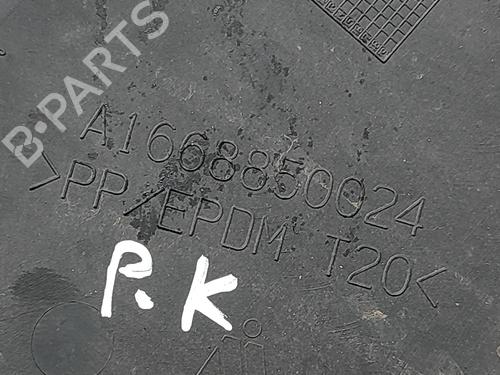 B-PARTS
A1668850024
>PP/EPDM T20<
P.K